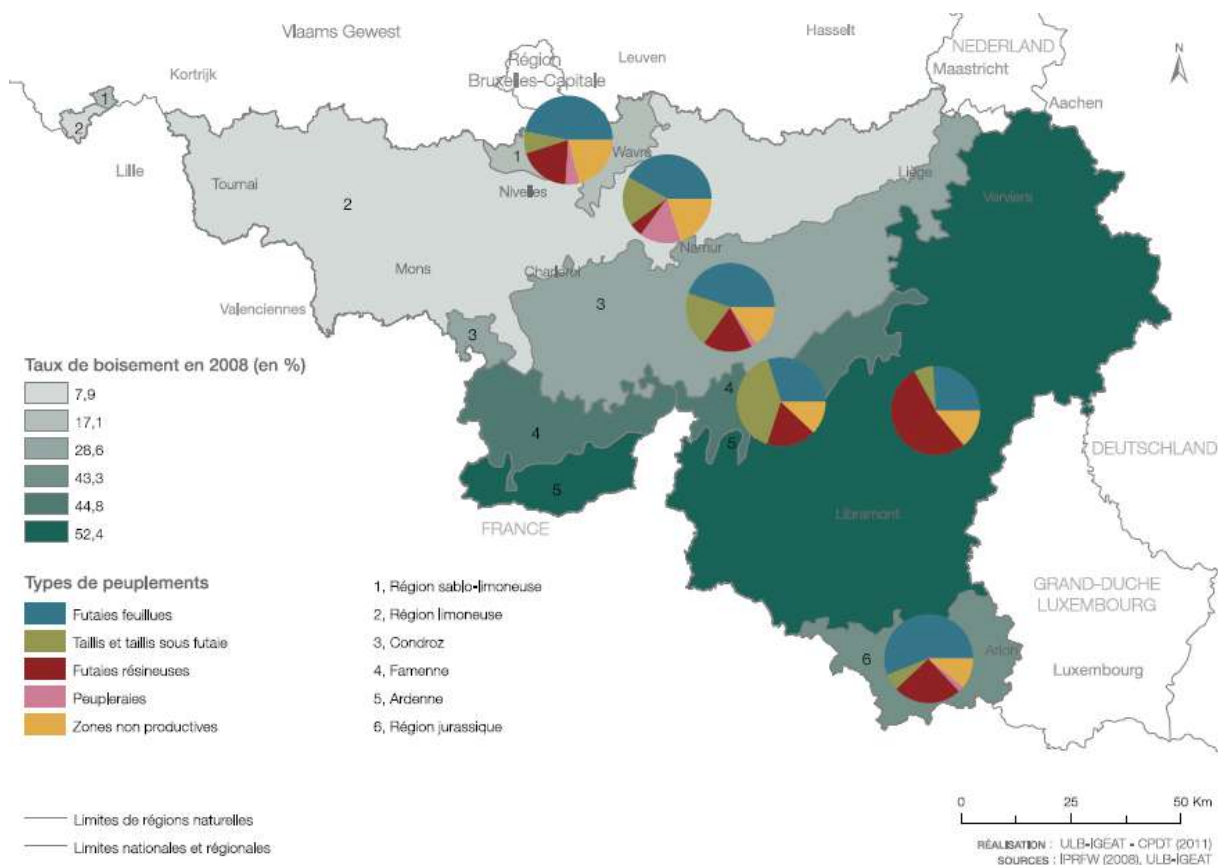 Vlaams Gewest
Hasselt
NEDERLAND
Maastricht
N
Région
Bruxelles-Capitale
Leuven
Kortrijk
Aachen
1
2
Lille
Tournai
2
1
Wavre
Nivelles
Liège
Verviers
Mons
Charleroi
Namur
Valenciennes
3
3
Taux de boisement en 2008 (en %)
7,9
17,1
28,6
43,3
44,8
52,4
4
4
5
5
DEUTSCHLAND
FRANCE
Libramont
GRAND-DUCHE
LUXEMBOURG
Luxembourg
6
Arlon
Types de peuplements
Futaies feuillues
Taillis et taillis sous futaie
Futaies résineuses
Peupleraies
Zones non productives
1, Région sablo-limoneuse
2, Région limoneuse
3, Condroz
4, Famenne
5, Ardenne
6, Région jurassique
Limites de régions naturelles
Limites nationales et régionales
0 25 50 Km
RÉALISATION : ULB-IGEAT - CPDT (2011)
SOURCES : IPRFW (2008), ULB-IGEAT